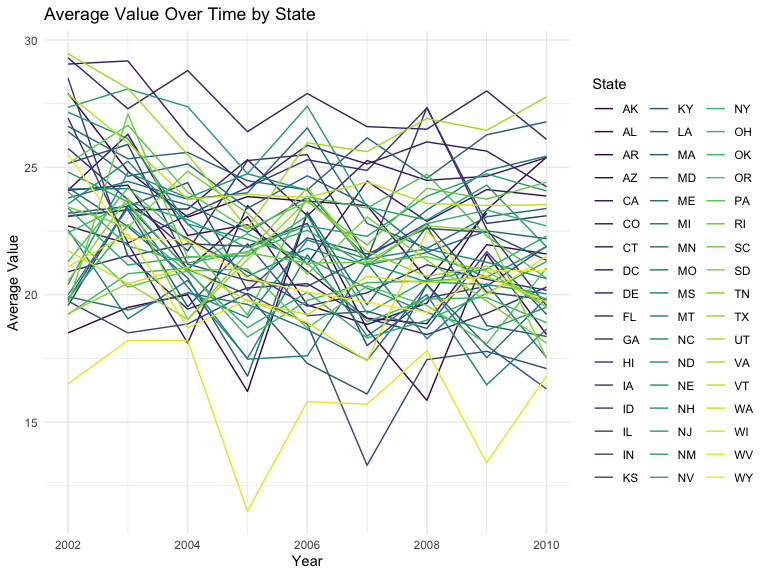 Average Value Over Time by State
30
25
20
15
Average Value
2002
2004
2006
2008
2010
Year
State
AK
AL
AR
AZ
CA
CO
CT
DC
DE
FL
GA
HI
IA
ID
IL
IN
KS
KY
LA
MA
MD
ME
MI
MN
MO
MS
MT
NC
ND
NE
NH
NJ
NM
NV
NY
OH
OK
OR
PA
RI
SC
SD
TN
TX
UT
VA
VT
WA
WI
WV
WY